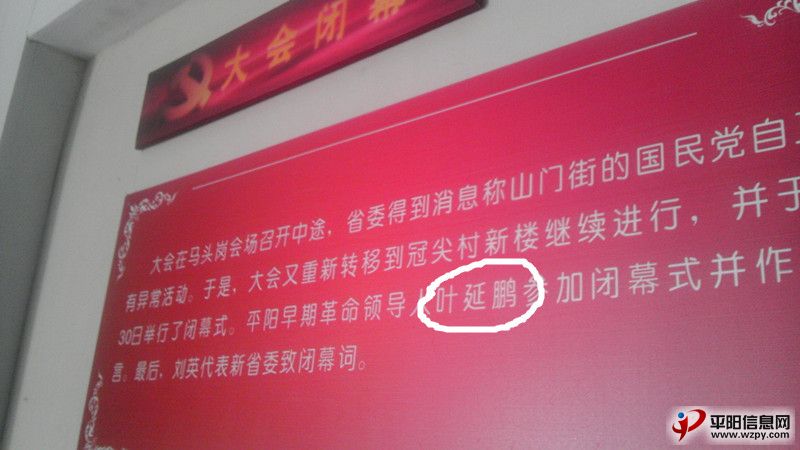 大会闭幕
大会在马头岗会场召开中途，省委得到消息称山门街的国民党自卫
有异常活动。于是，大会又重新转移到冠尖村新楼继续进行，并于
30日举行了闭幕式。平阳早期革命领导人叶延鹏参加闭幕式并作
言。最后，刘英代表新省委致闭幕词。
平阳信息网
www.wzpy.com